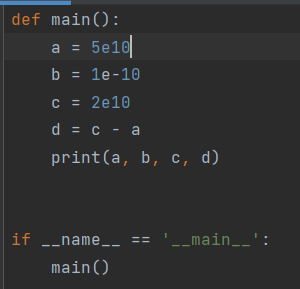 def main():
    a = 5e10
    b = 1e-10
    c = 2e10
    d = c - a
    print(a, b, c, d)
if __name__ == '__main__':
    main()